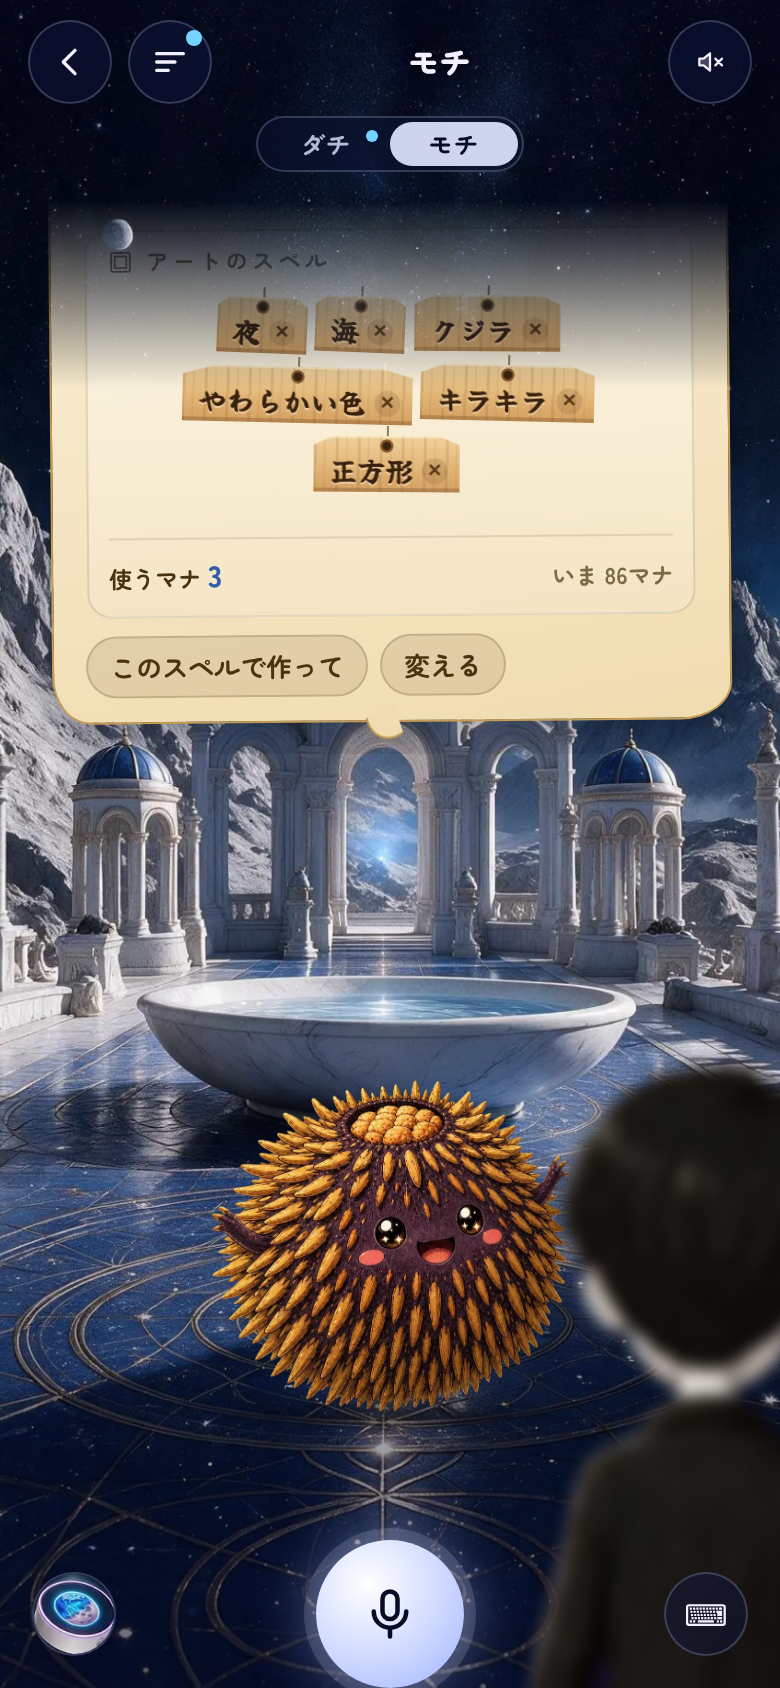 モチ
ダチ モチ
アートのスペル
夜 海 クジラ
やわらかい色 キラキラ
正方形
使うマナ 3 いま 86マナ
このスペルで作って 変える